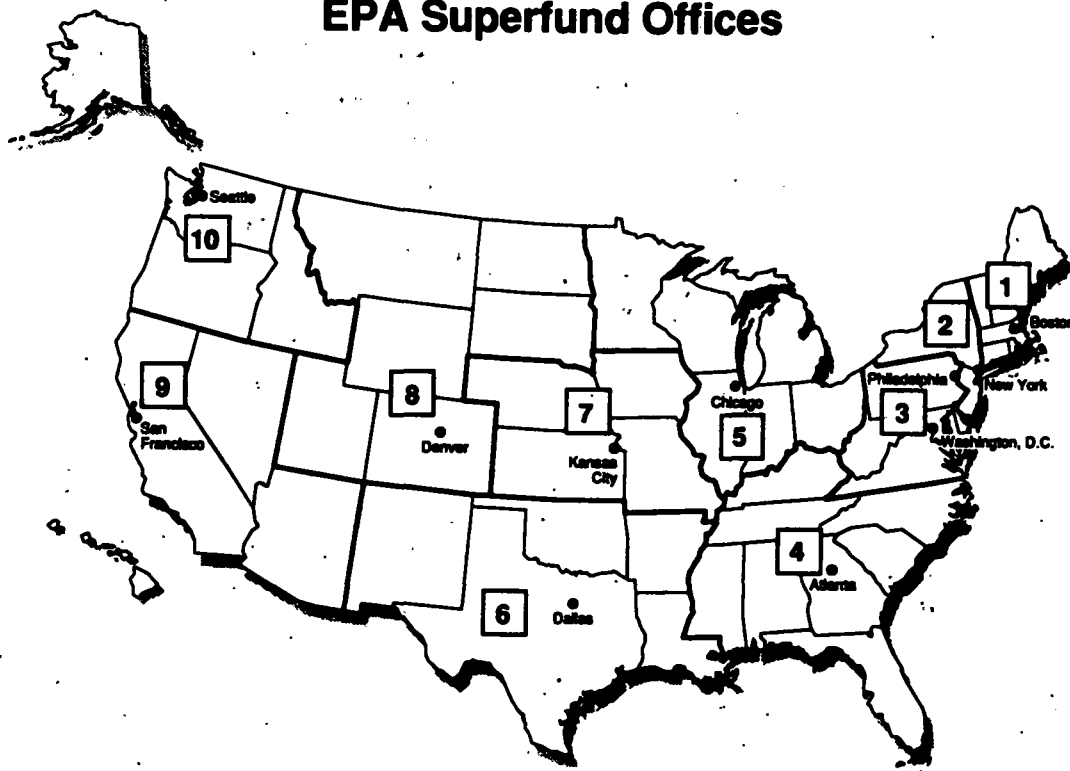 EPA Superfund Offices
Seattle
10
1
2
Boston
9
8
Philadelphia
New York
7
Chicago
3
San
Francisco
Denver
5
Washington, D.C.
Kansas
City
4
Atlanta
6
Dallas